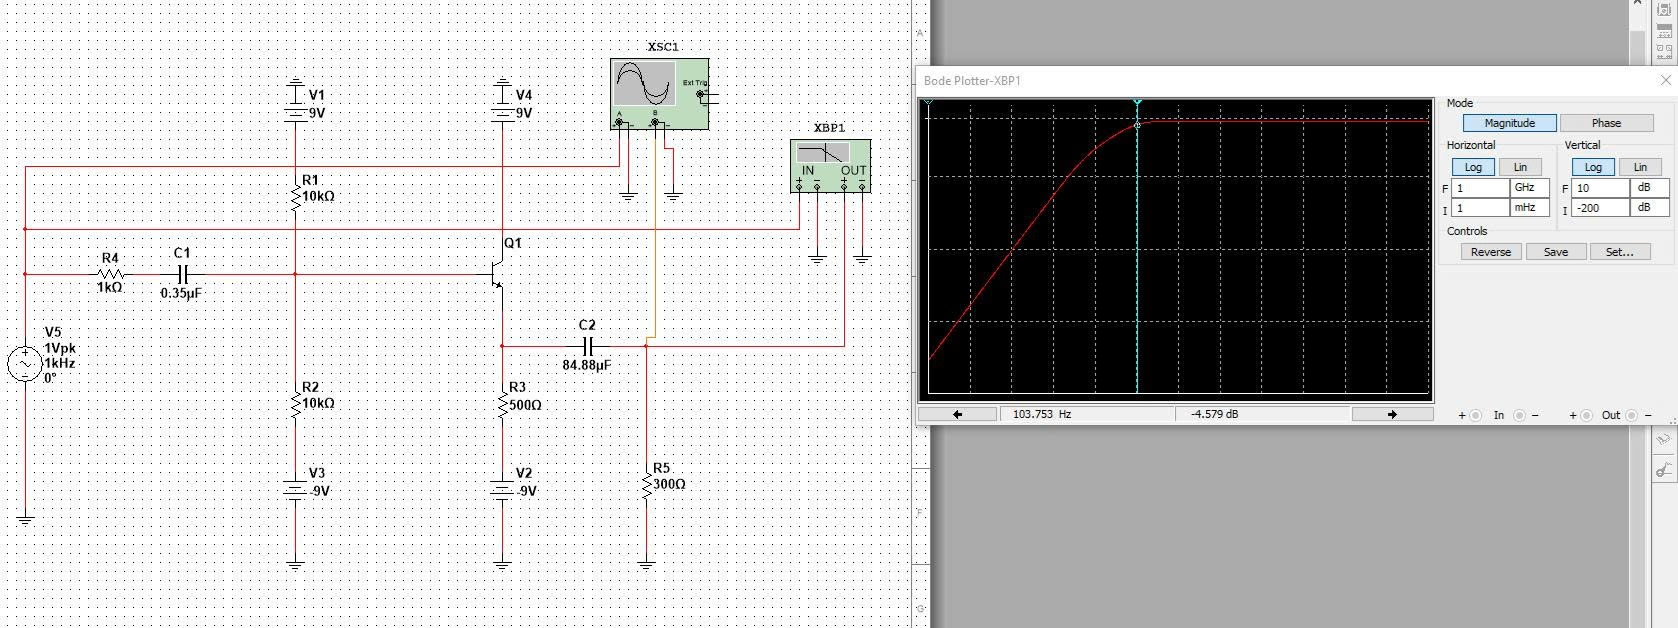 XSC1
Ext Trig
A
B
V1
9V
V4
9V
XBP1
IN
OUT
R1
10kΩ
Q1
R4
1kΩ
C1
0.35µF
V5
1Vpk
1kHz
0°
C2
84.88µF
R2
10kΩ
R3
500Ω
V3
-9V
V2
-9V
R5
300Ω
A
F
G
Bode Plotter-XBP1
Mode
Magnitude
Phase
Horizontal
Vertical
Log
Lin
Log
Lin
F
1
GHz
F
10
dB
I
1
mHz
I
-200
dB
Controls
Reverse
Save
Set...
103.753 Hz
-4.579 dB
+ In −
+ Out −